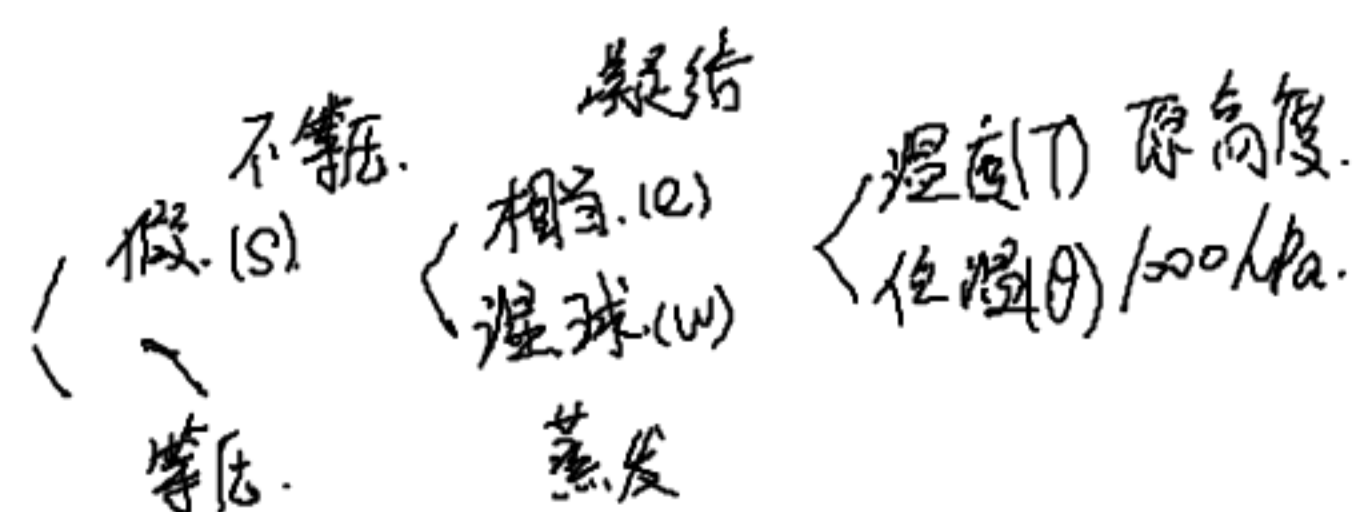 凝结
不等压.
假.(S)
相当.(e)
湿球.(W)
温度(T) 原高度.
位温(θ) 1000hPa.
等压.
蒸发